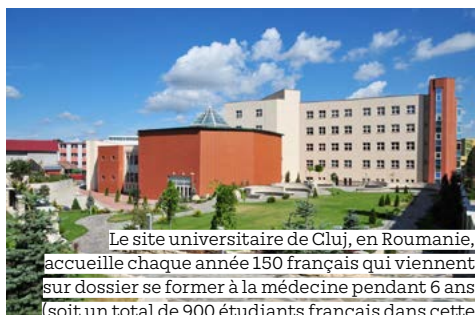 Le site universitaire de Cluj, en Roumanie,
accueille chaque année 150 français qui viennent
sur dossier se former à la médecine pendant 6 ans
(soit un total de 900 étudiants français dans cette